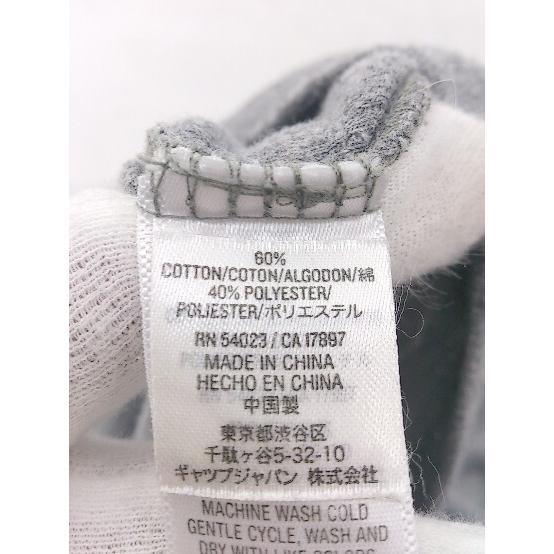 60%
COTTON/COTON/ALGODON/綿
40% POLYESTER/
POLIESTER/ポリエステル
RN 54023 / CA 17897
MADE IN CHINA
HECHO EN CHINA
中国製
東京都渋谷区
千駄ヶ谷5-32-10
ギャップジャパン 株式会社
MACHINE WASH COLD
GENTLE CYCLE, WASH AND
DRY WITH LIKE COLORS